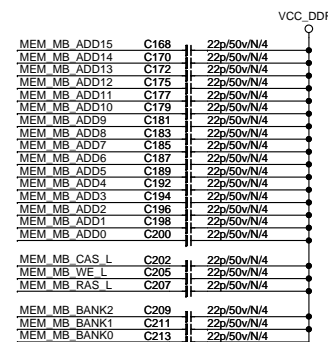 VCC_DDR
MEM_MB_ADD15 C168 22p/50v/N/4
MEM_MB_ADD14 C170 22p/50v/N/4
MEM_MB_ADD13 C172 22p/50v/N/4
MEM_MB_ADD12 C175 22p/50v/N/4
MEM_MB_ADD11 C177 22p/50v/N/4
MEM_MB_ADD10 C179 22p/50v/N/4
MEM_MB_ADD9 C181 22p/50v/N/4
MEM_MB_ADD8 C183 22p/50v/N/4
MEM_MB_ADD7 C185 22p/50v/N/4
MEM_MB_ADD6 C187 22p/50v/N/4
MEM_MB_ADD5 C189 22p/50v/N/4
MEM_MB_ADD4 C192 22p/50v/N/4
MEM_MB_ADD3 C194 22p/50v/N/4
MEM_MB_ADD2 C196 22p/50v/N/4
MEM_MB_ADD1 C198 22p/50v/N/4
MEM_MB_ADD0 C200 22p/50v/N/4
MEM_MB_CAS_L C202 22p/50v/N/4
MEM_MB_WE_L C205 22p/50v/N/4
MEM_MB_RAS_L C207 22p/50v/N/4
MEM_MB_BANK2 C209 22p/50v/N/4
MEM_MB_BANK1 C211 22p/50v/N/4
MEM_MB_BANK0 C213 22p/50v/N/4